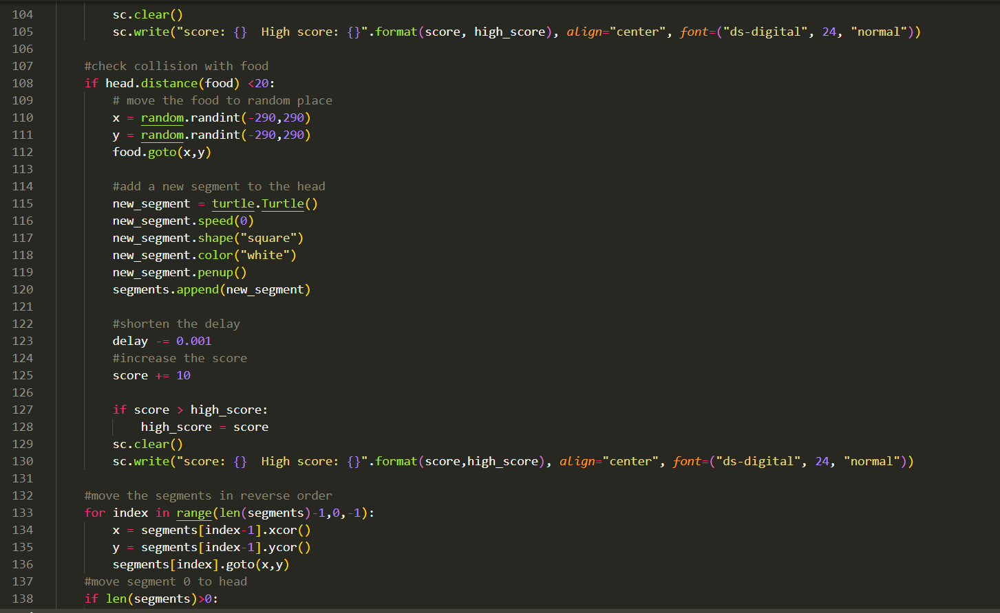 104 sc.clear()
105 sc.write("score: {}  High score: {}".format(score, high_score), align="center", font=("ds-digital", 24, "normal"))
106
107 #check collision with food
108 if head.distance(food) <20:
109 # move the food to random place
110 x = random.randint(-290,290)
111 y = random.randint(-290,290)
112 food.goto(x,y)
113
114 #add a new segment to the head
115 new_segment = turtle.Turtle()
116 new_segment.speed(0)
117 new_segment.shape("square")
118 new_segment.color("white")
119 new_segment.penup()
120 segments.append(new_segment)
121
122 #shorten the delay
123 delay -= 0.001
124 #increase the score
125 score += 10
126
127 if score > high_score:
128 high_score = score
129 sc.clear()
130 sc.write("score: {}  High score: {}".format(score,high_score), align="center", font=("ds-digital", 24, "normal"))
131
132 #move the segments in reverse order
133 for index in range(len(segments)-1,0,-1):
134 x = segments[index-1].xcor()
135 y = segments[index-1].ycor()
136 segments[index].goto(x,y)
137 #move segment 0 to head
138 if len(segments)>0: